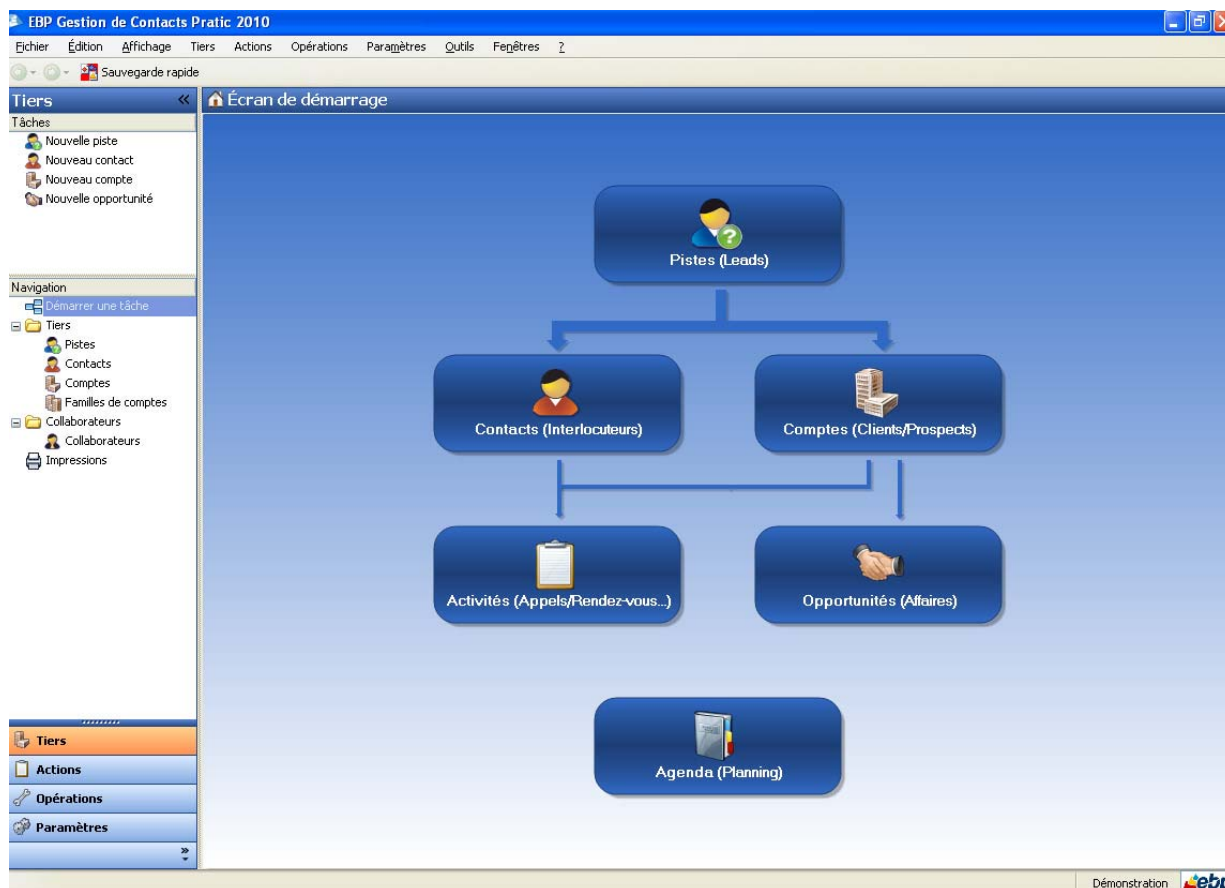 EBP Gestion de Contacts Pratic 2010
Fichier Édition Affichage Tiers Actions Opérations Paramètres Outils Fenêtres ?
Sauvegarde rapide
Tiers
Écran de démarrage
Tâches
Nouvelle piste
Nouveau contact
Nouveau compte
Nouvelle opportunité
Navigation
Démarrer une tâche
Tiers
Pistes
Contacts
Comptes
Familles de comptes
Collaborateurs
Collaborateurs
Impressions
Tiers
Actions
Opérations
Paramètres
Pistes (Leads)
Contacts (Interlocuteurs)
Comptes (Clients/Prospects)
Activités (Appels/Rendez-vous...)
Opportunités (Affaires)
Agenda (Planning)
Démonstration
ebp